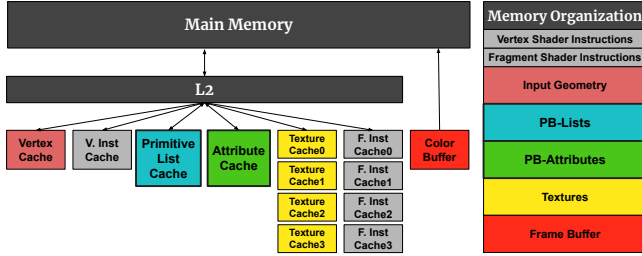 Main Memory
L2
Vertex
Cache
V. Inst
Cache
Primitive
List
Cache
Attribute
Cache
Texture
Cache0
Texture
Cache1
Texture
Cache2
Texture
Cache3
F. Inst
Cache0
F. Inst
Cache1
F. Inst
Cache2
F. Inst
Cache3
Color
Buffer
Memory Organization
Vertex Shader Instructions
Fragment Shader Instructions
Input Geometry
PB-Lists
PB-Attributes
Textures
Frame Buffer